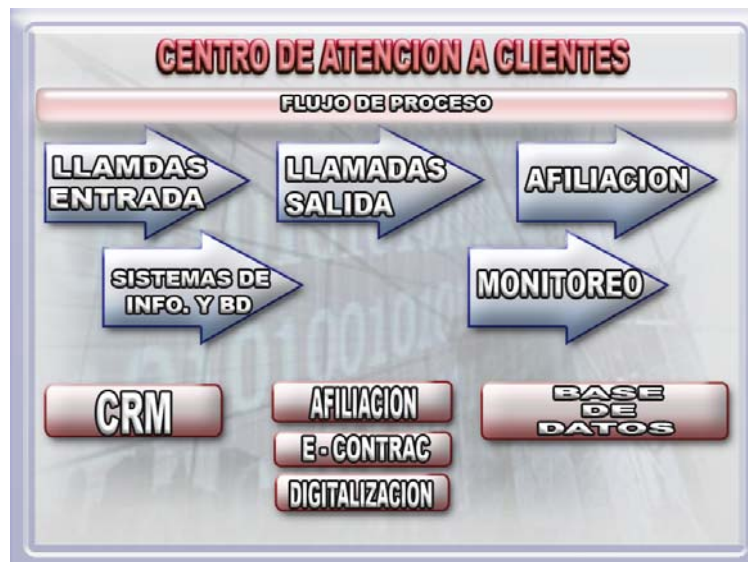 CENTRO DE ATENCION A CLIENTES
FLUJO DE PROCESO
LLAMDAS
ENTRADA
LLAMADAS
SALIDA
AFILIACION
SISTEMAS DE
INFO. Y BD
MONITOREO
CRM
AFILIACION
E - CONTRAC
DIGITALIZACION
BASE
DE
DATOS